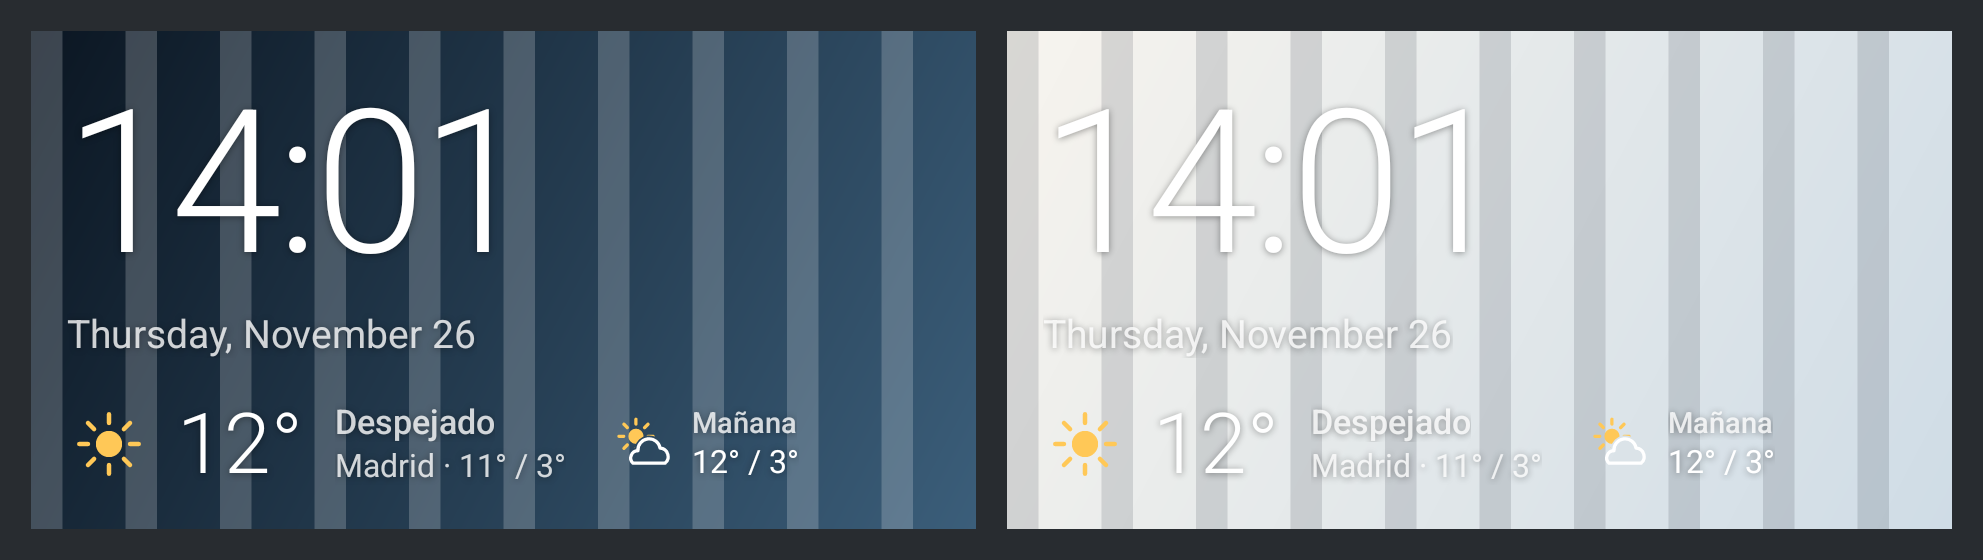 14:01
Thursday, November 26
12°
Despejado
Madrid · 11° / 3°
Mañana
12° / 3°
14:01
Thursday, November 26
12°
Despejado
Madrid · 11° / 3°
Mañana
12° / 3°